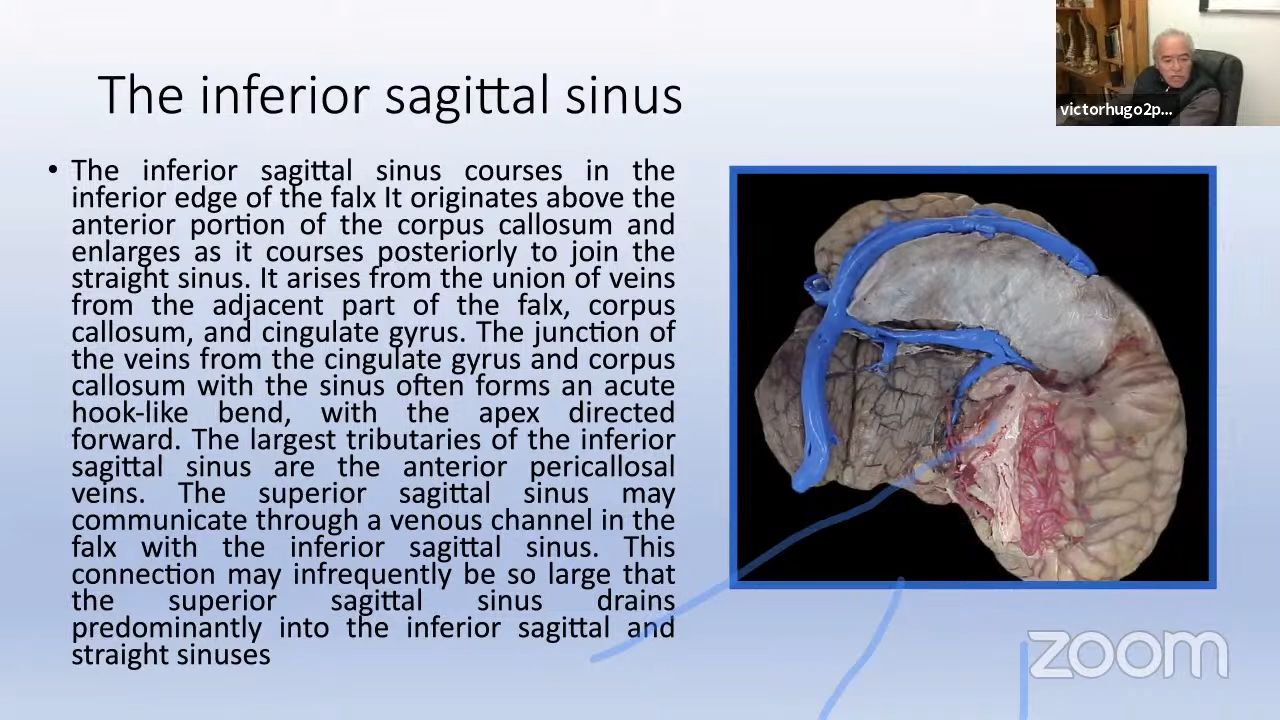 The inferior sagittal sinus
victorhugo2p...
• The inferior sagittal sinus courses in the
inferior edge of the falx It originates above the
anterior portion of the corpus callosum and
enlarges as it courses posteriorly to join the
straight sinus. It arises from the union of veins
from the adjacent part of the falx, corpus
callosum, and cingulate gyrus. The junction of
the veins from the cingulate gyrus and corpus
callosum with the sinus often forms an acute
hook-like bend, with the apex directed
forward. The largest tributaries of the inferior
sagittal sinus are the anterior pericallosal
veins. The superior sagittal sinus may
communicate through a venous channel in the
falx with the inferior sagittal sinus. This
connection may infrequently be so large that
the superior sagittal sinus drains
predominantly into the inferior sagittal and
straight sinuses
zoom